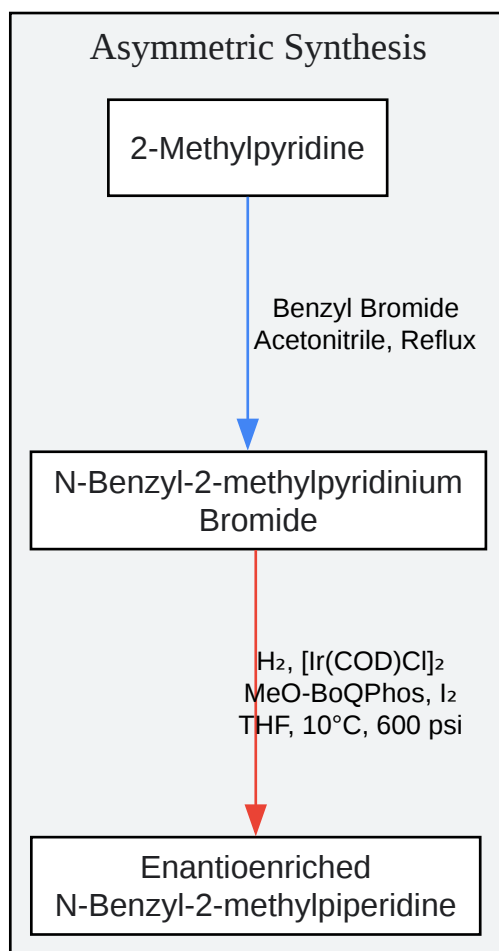 Asymmetric Synthesis
2-Methylpyridine
Benzyl Bromide
Acetonitrile, Reflux
N-Benzyl-2-methylpyridinium
Bromide
H₂, [Ir(COD)Cl]₂
MeO-BoQPhos, I₂
THF, 10°C, 600 psi
Enantioenriched
N-Benzyl-2-methylpiperidine